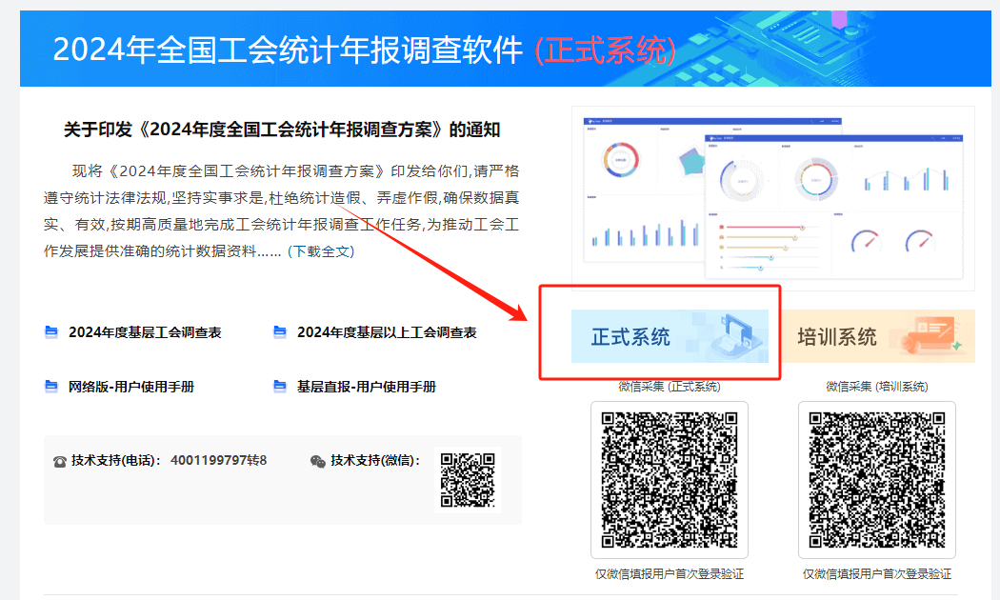 2024年全国工会统计年报调查软件 (正式系统)
关于印发《2024年度全国工会统计年报调查方案》的通知
现将《2024年度全国工会统计年报调查方案》印发给你们,请严格
遵守统计法律法规,坚持实事求是,杜绝统计造假、弄虚作假,确保数据真
实、有效,按期高质量地完成工会统计年报调查工作任务,为推动工会工
作发展提供准确的统计数据资料...... (下载全文)
2024年度基层工会调查表
2024年度基层以上工会调查表
网络版-用户使用手册
基层直报-用户使用手册
技术支持(电话): 4001199797转8
技术支持(微信):
正式系统
培训系统
微信采集 (正式系统)
微信采集 (培训系统)
仅微信填报用户首次登录验证
仅微信填报用户首次登录验证